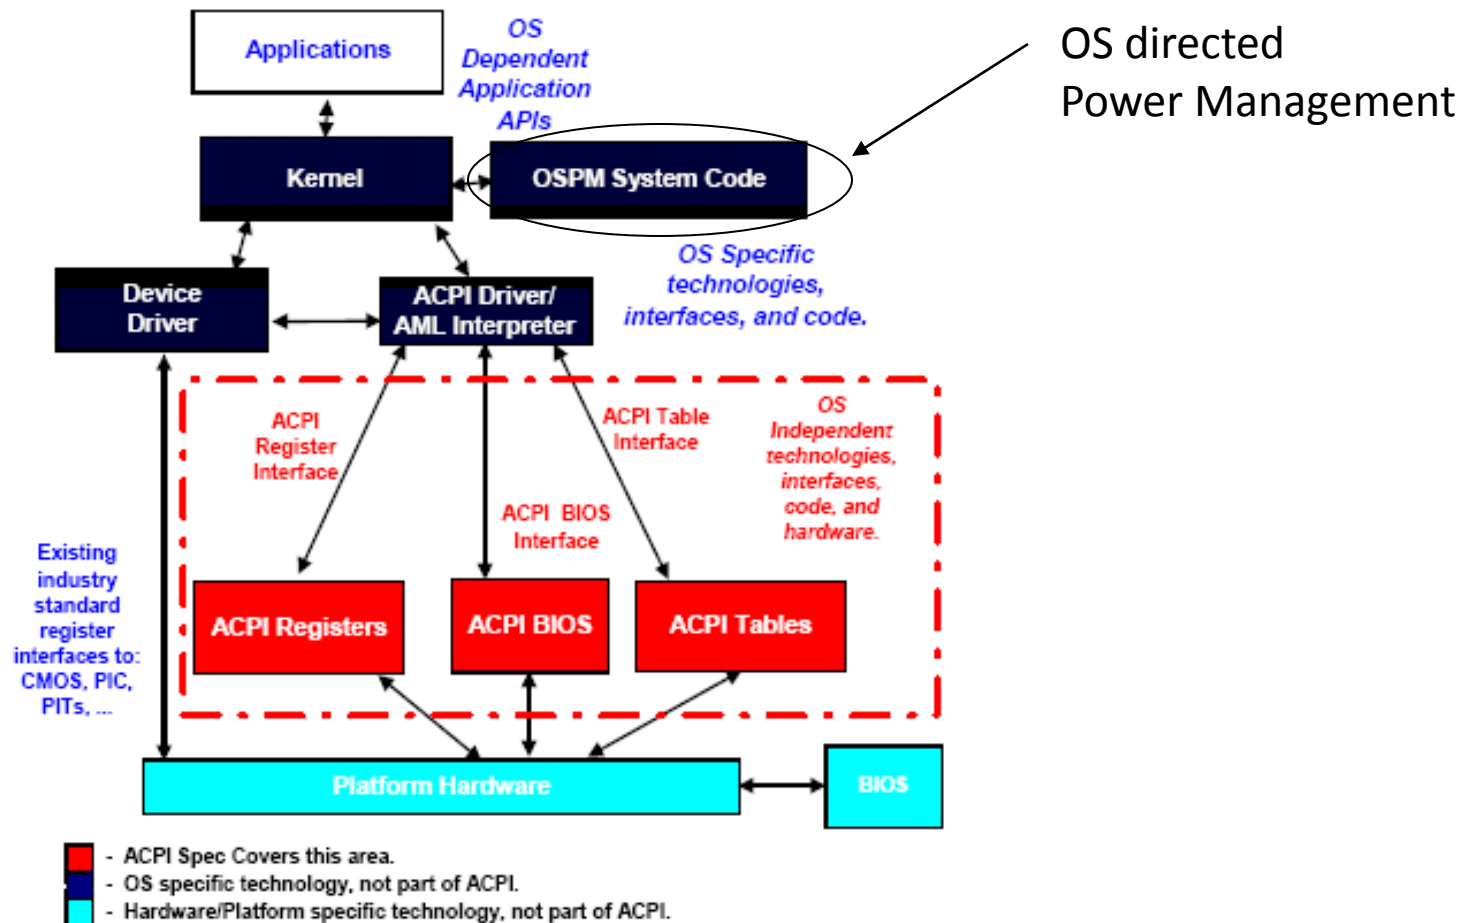 Applications
OS
Dependent
Application
APIs
OS directed
Power Management
Kernel
OSPM System Code
OS Specific
technologies,
interfaces, and code.
Device
Driver
ACPI Driver/
AML Interpreter
ACPI
Register
Interface
ACPI Table
Interface
OS
Independent
technologies,
interfaces,
code, and
hardware.
ACPI BIOS
Interface
Existing
industry
standard
register
interfaces to:
CMOS, PIC,
PITs, ...
ACPI Registers
ACPI BIOS
ACPI Tables
Platform Hardware
BIOS
- ACPI Spec Covers this area.
- OS specific technology, not part of ACPI.
- Hardware/Platform specific technology, not part of ACPI.